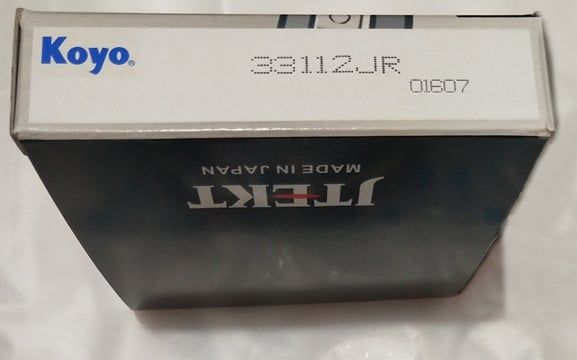 Koyo®
33112JR
01607
MADE IN JAPAN
JTEKT